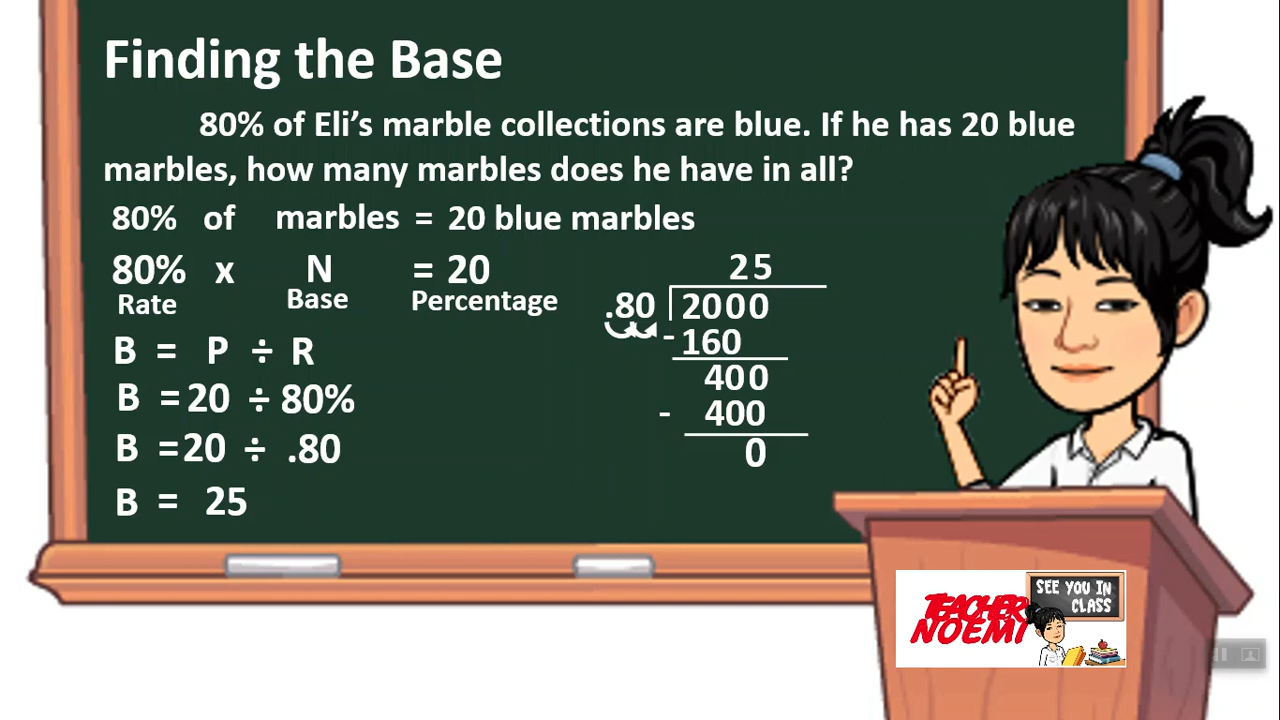 Finding the Base
80% of Eli's marble collections are blue. If he has 20 blue
marbles, how many marbles does he have in all?
80% of marbles = 20 blue marbles
80% x N = 20
Rate Base Percentage
B = P ÷ R
B = 20 ÷ 80%
B = 20 ÷ .80
B = 25
25
.80 2000
- 160
400
- 400
0
SEE YOU IN
CLASS
TEACHER
NOEMI